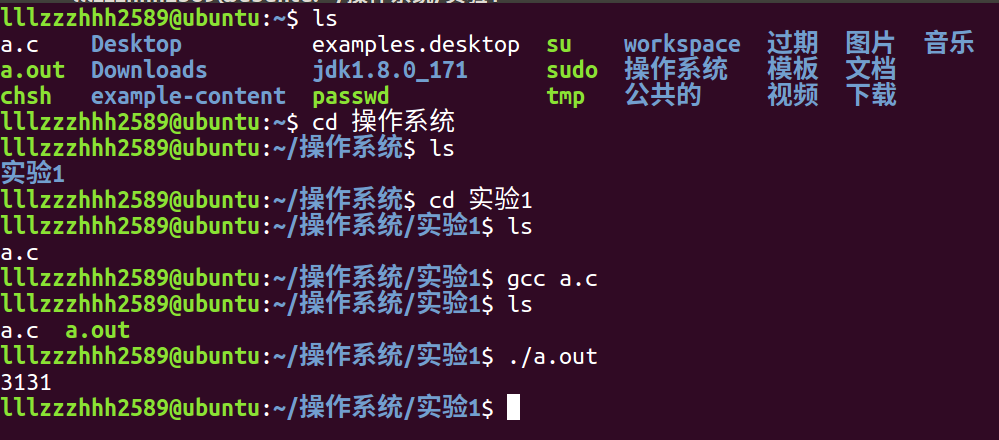 lllzzzhhh2589@ubuntu:~$ ls
a.c    Desktop          examples.desktop  su    workspace  过期  图片  音乐
a.out  Downloads        jdk1.8.0_171      sudo  操作系统   模板  文档
chsh   example-content  passwd            tmp   公共的     视频  下载
lllzzzhhh2589@ubuntu:~$ cd 操作系统
lllzzzhhh2589@ubuntu:~/操作系统$ ls
实验1
lllzzzhhh2589@ubuntu:~/操作系统$ cd 实验1
lllzzzhhh2589@ubuntu:~/操作系统/实验1$ ls
a.c
lllzzzhhh2589@ubuntu:~/操作系统/实验1$ gcc a.c
lllzzzhhh2589@ubuntu:~/操作系统/实验1$ ls
a.c  a.out
lllzzzhhh2589@ubuntu:~/操作系统/实验1$ ./a.out
3131
lllzzzhhh2589@ubuntu:~/操作系统/实验1$